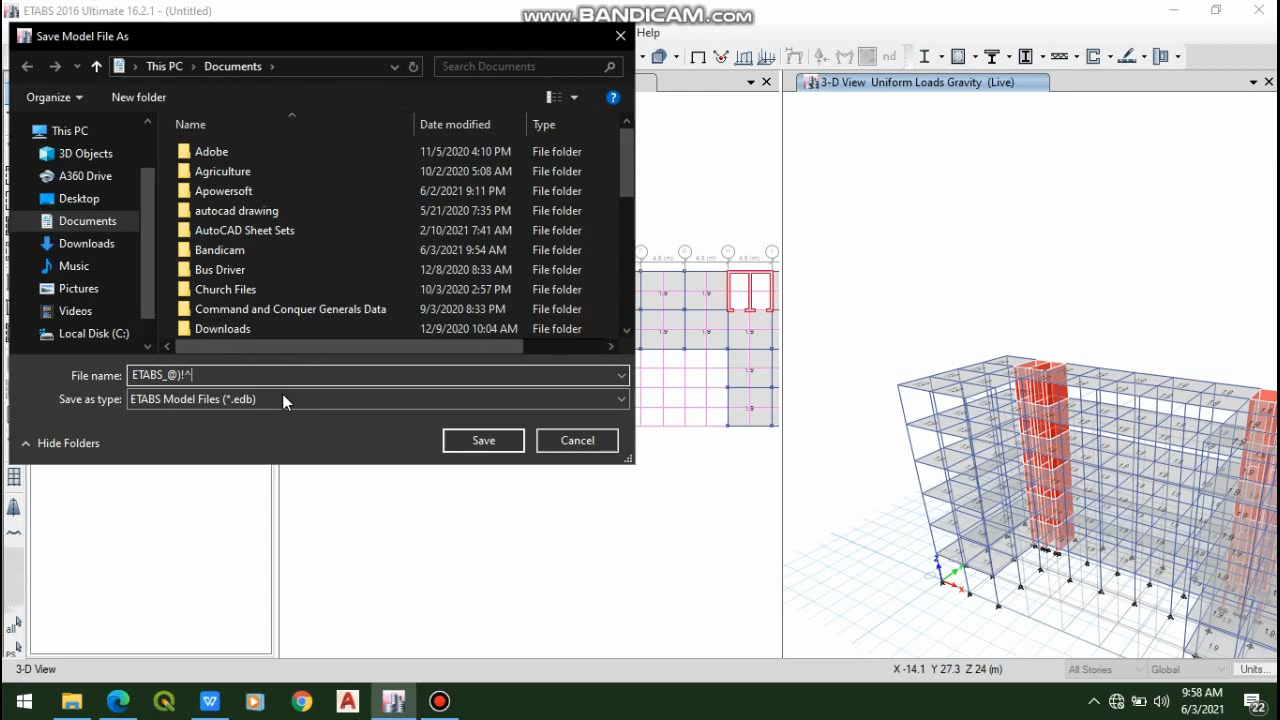 ETABS 2016 Ultimate 16.2.1 - (Untitled)
www.BANDICAM.com
Save Model File As
Help
This PC
Documents
Search Documents
nd
Organize
New folder
3-D View Uniform Loads Gravity (Live)
Name
Date modified
Type
This PC
3D Objects
A360 Drive
Desktop
Documents
Downloads
Music
Pictures
Videos
Local Disk (C:)
Adobe 11/5/2020 4:10 PM File folder
Agriculture 10/2/2020 5:08 AM File folder
Apowersoft 6/2/2021 9:11 PM File folder
autocad drawing 5/21/2020 7:35 PM File folder
AutoCAD Sheet Sets 2/10/2021 7:41 AM File folder
Bandicam 6/3/2021 9:54 AM File folder
Bus Driver 12/8/2020 8:33 AM File folder
Church Files 10/3/2020 2:57 PM File folder
Command and Conquer Generals Data 9/3/2020 8:33 PM File folder
Downloads 12/9/2020 10:04 AM File folder
File name: ETABS_@)!^
Save as type: ETABS Model Files (*.edb)
Hide Folders
Save
Cancel
all
PS
3-D View
X -14.1 Y 27.3 Z 24 (m)
All Stories
Global
Units...
9:58 AM
6/3/2021
22